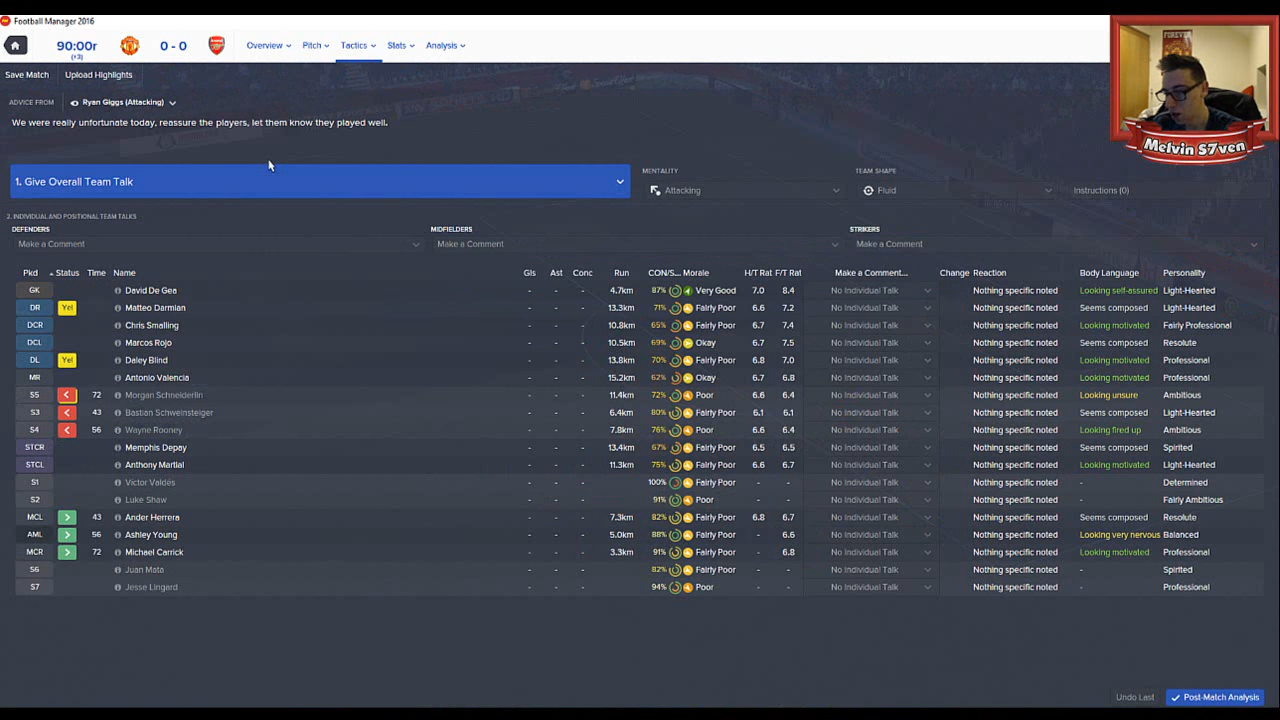 Football Manager 2016
90:00r
(+3)
0 - 0
Overview
Pitch
Tactics
Stats
Analysis
Save Match
Upload Highlights
ADVICE FROM
Ryan Giggs (Attacking)
We were really unfortunate today, reassure the players, let them know they played well.
1. Give Overall Team Talk
MENTALITY
Attacking
TEAM SHAPE
Fluid
Instructions (0)
2. INDIVIDUAL AND POSITIONAL TEAM TALKS
DEFENDERS
Make a Comment
MIDFIELDERS
Make a Comment
STRIKERS
Make a Comment
Pkd Status Time Name Gls Ast Conc Run CON/S... Morale H/T Rat F/T Rat Make a Comment... Change Reaction Body Language Personality
GK David De Gea - - - 4.7km 87% Very Good 7.0 8.4 No Individual Talk Nothing specific noted Looking self-assured Light-Hearted
DR Yel Matteo Darmian - - - 13.3km 71% Fairly Poor 6.6 7.2 No Individual Talk Nothing specific noted Seems composed Light-Hearted
DCR Chris Smalling - - - 10.8km 65% Fairly Poor 6.7 7.4 No Individual Talk Nothing specific noted Looking motivated Fairly Professional
DCL Marcos Rojo - - - 10.5km 69% Okay 6.7 7.5 No Individual Talk Nothing specific noted Seems composed Resolute
DL Yel Daley Blind - - - 13.8km 70% Fairly Poor 6.8 7.0 No Individual Talk Nothing specific noted Looking motivated Professional
MR Antonio Valencia - - - 15.2km 62% Okay 6.7 6.8 No Individual Talk Nothing specific noted Looking motivated Professional
S5 72 Morgan Schneiderlin - - - 11.4km 72% Poor 6.6 6.4 No Individual Talk Nothing specific noted Looking unsure Ambitious
S3 43 Bastian Schweinsteiger - - - 6.4km 80% Fairly Poor 6.1 6.1 No Individual Talk Nothing specific noted Seems composed Light-Hearted
S4 56 Wayne Rooney - - - 7.8km 76% Poor 6.6 6.4 No Individual Talk Nothing specific noted Looking fired up Ambitious
STCR Memphis Depay - - - 13.4km 67% Fairly Poor 6.5 6.5 No Individual Talk Nothing specific noted Seems composed Spirited
STCL Anthony Martial - - - 11.3km 75% Fairly Poor 6.6 6.7 No Individual Talk Nothing specific noted Looking motivated Light-Hearted
S1 Victor Valdés - - - 100% Fairly Poor - - No Individual Talk Nothing specific noted - Determined
S2 Luke Shaw - - - 91% Poor - - No Individual Talk Nothing specific noted - Fairly Ambitious
MCL 43 Ander Herrera - - - 7.3km 82% Fairly Poor 6.8 6.7 No Individual Talk Nothing specific noted Seems composed Resolute
AML 56 Ashley Young - - - 5.0km 88% Fairly Poor - 6.6 No Individual Talk Nothing specific noted Looking very nervous Balanced
MCR 72 Michael Carrick - - - 3.3km 91% Fairly Poor - 6.8 No Individual Talk Nothing specific noted Looking motivated Professional
S6 Juan Mata - - - 82% Fairly Poor - - No Individual Talk Nothing specific noted - Spirited
S7 Jesse Lingard - - - 94% Poor - - No Individual Talk Nothing specific noted - Professional
Undo Last
Post-Match Analysis
FOREVER
Melvin S7ven